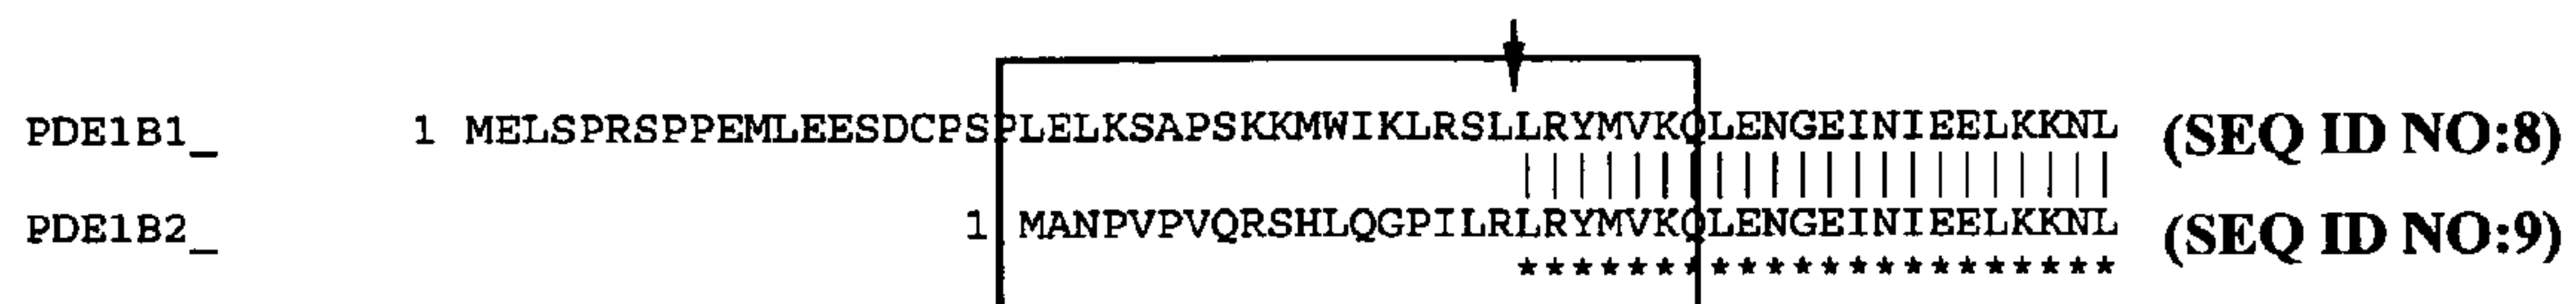 PDE1B1_ 1 MELSPRSPPEMLEESDCPSPLELKSAPSKKMWIKLRSLLRYMVKQLENGEINIEELKKNL (SEQ ID NO:8)
||||||||||||||||||||||
PDE1B2_ 1 MANPVPVQRSHLQGPILRLRYMVKQLENGEINIEELKKNL (SEQ ID NO:9)
**********************